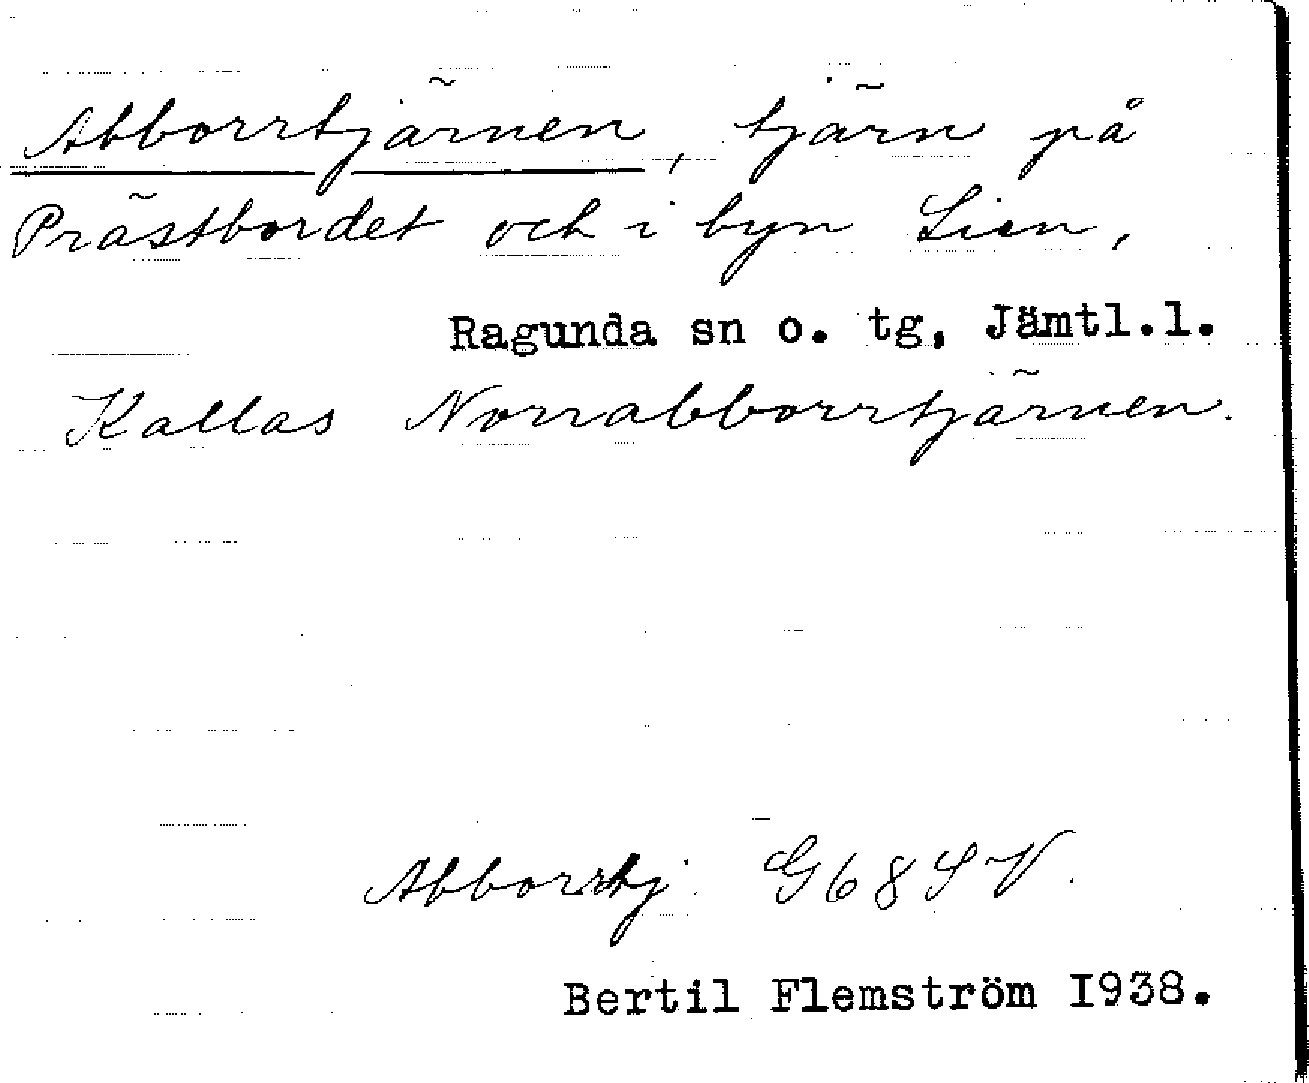 Abborrtjärnen, tjärn på
Prästbordet och i byn Lien,
Ragunda sn o. tg, Jämtl.l.
Kallas Norrabborrtjärnen.
Abborrtj. G68SV.
Bertil Flemström I938.